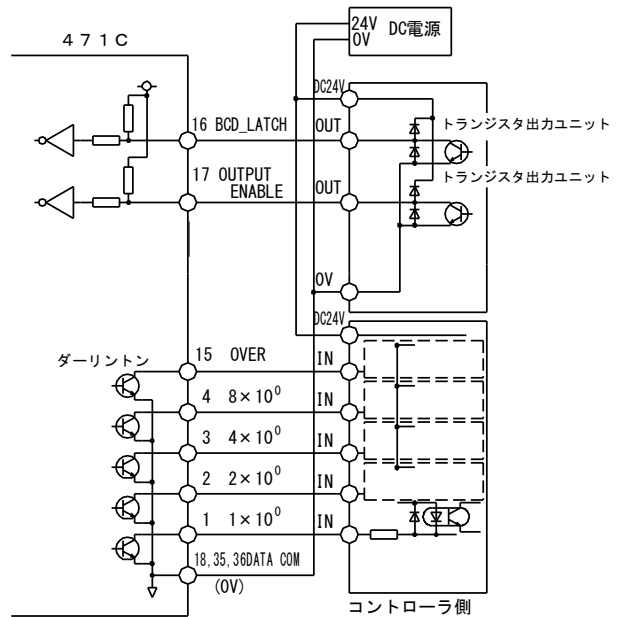 24V
0V
DC電源
４７１C
DC24V
16 BCD_LATCH
OUT
トランジスタ出力ユニット
トランジスタ出力ユニット
17 OUTPUT
ENABLE
OUT
0V
DC24V
ダーリントン
15 OVER
IN
4 8×10⁰
IN
3 4×10⁰
IN
2 2×10⁰
IN
1 1×10⁰
IN
18,35,36DATA COM
(0V)
コントローラ側